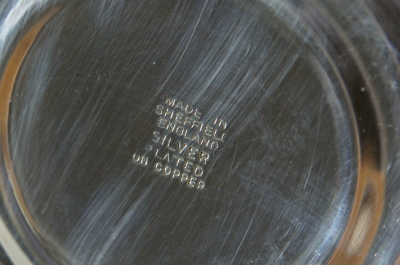 MADE IN
SHEFFIELD
ENGLAND
SILVER
PLATED
ON COPPER